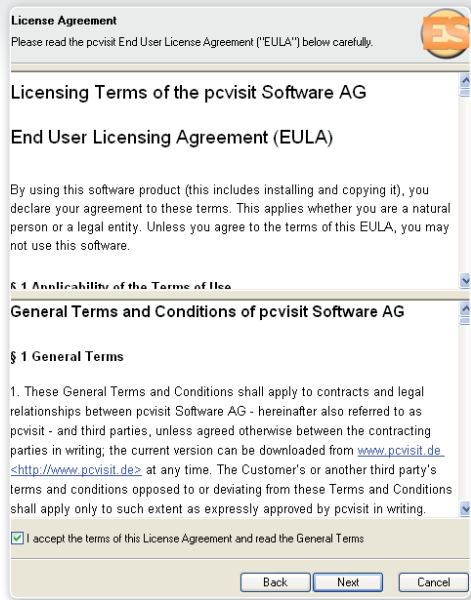 License Agreement
Please read the pcvisit End User License Agreement ("EULA") below carefully.
ES
Licensing Terms of the pcvisit Software AG
End User Licensing Agreement (EULA)
By using this software product (this includes installing and copying it), you
declare your agreement to these terms. This applies whether you are a natural
person or a legal entity. Unless you agree to the terms of this EULA, you may
not use this software.
§ 1 Applicability of the Terms of Use
General Terms and Conditions of pcvisit Software AG
§ 1 General Terms
1. These General Terms and Conditions shall apply to contracts and legal
relationships between pcvisit Software AG - hereinafter also referred to as
pcvisit - and third parties, unless agreed otherwise between the contracting
parties in writing; the current version can be downloaded from www.pcvisit.de
<http://www.pcvisit.de> at any time. The Customer's or another third party's
terms and conditions opposed to or deviating from these Terms and Conditions
shall apply only to such extent as expressly approved by pcvisit in writing.
I accept the terms of this License Agreement and read the General Terms
Back Next Cancel